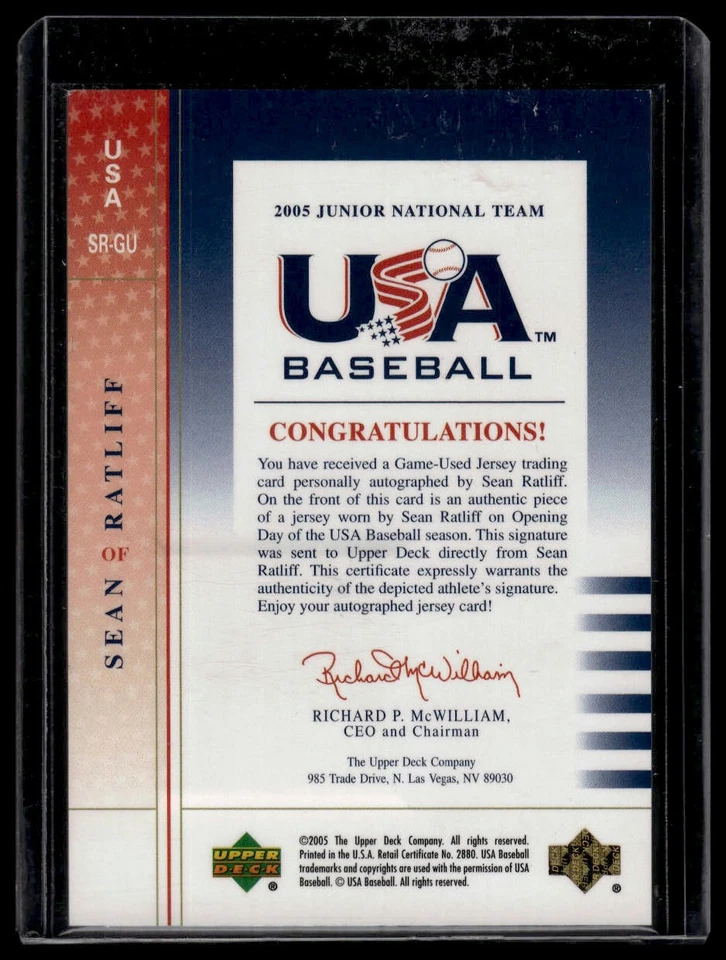 USA
SR-GU
SEAN OF RATLIFF
2005 JUNIOR NATIONAL TEAM
USA™
BASEBALL
CONGRATULATIONS!
You have received a Game-Used Jersey trading
card personally autographed by Sean Ratliff.
On the front of this card is an authentic piece
of a jersey worn by Sean Ratliff on Opening
Day of the USA Baseball season. This signature
was sent to Upper Deck directly from Sean
Ratliff. This certificate expressly warrants the
authenticity of the depicted athlete's signature.
Enjoy your autographed jersey card!
Richard McWilliam
RICHARD P. McWILLIAM,
CEO and Chairman
The Upper Deck Company
985 Trade Drive, N. Las Vegas, NV 89030
UPPER
DECK
®
©2005 The Upper Deck Company. All rights reserved.
Printed in the U.S.A. Retail Certificate No. 2880. USA Baseball
trademarks and copyrights are used with the permission of USA
Baseball. © USA Baseball. All rights reserved.
®